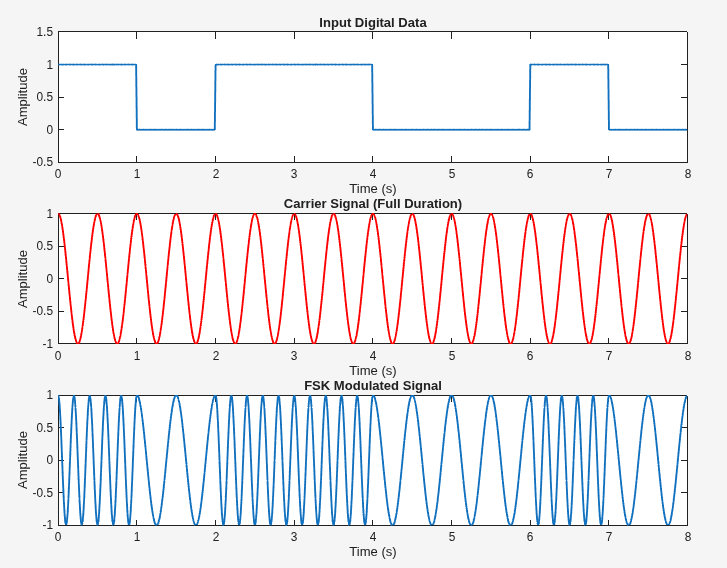 Input Digital Data
1.5
1
0.5
0
-0.5
Amplitude
0 1 2 3 4 5 6 7 8
Time (s)
Carrier Signal (Full Duration)
1
0.5
0
-0.5
-1
Amplitude
0 1 2 3 4 5 6 7 8
Time (s)
FSK Modulated Signal
1
0.5
0
-0.5
-1
Amplitude
0 1 2 3 4 5 6 7 8
Time (s)